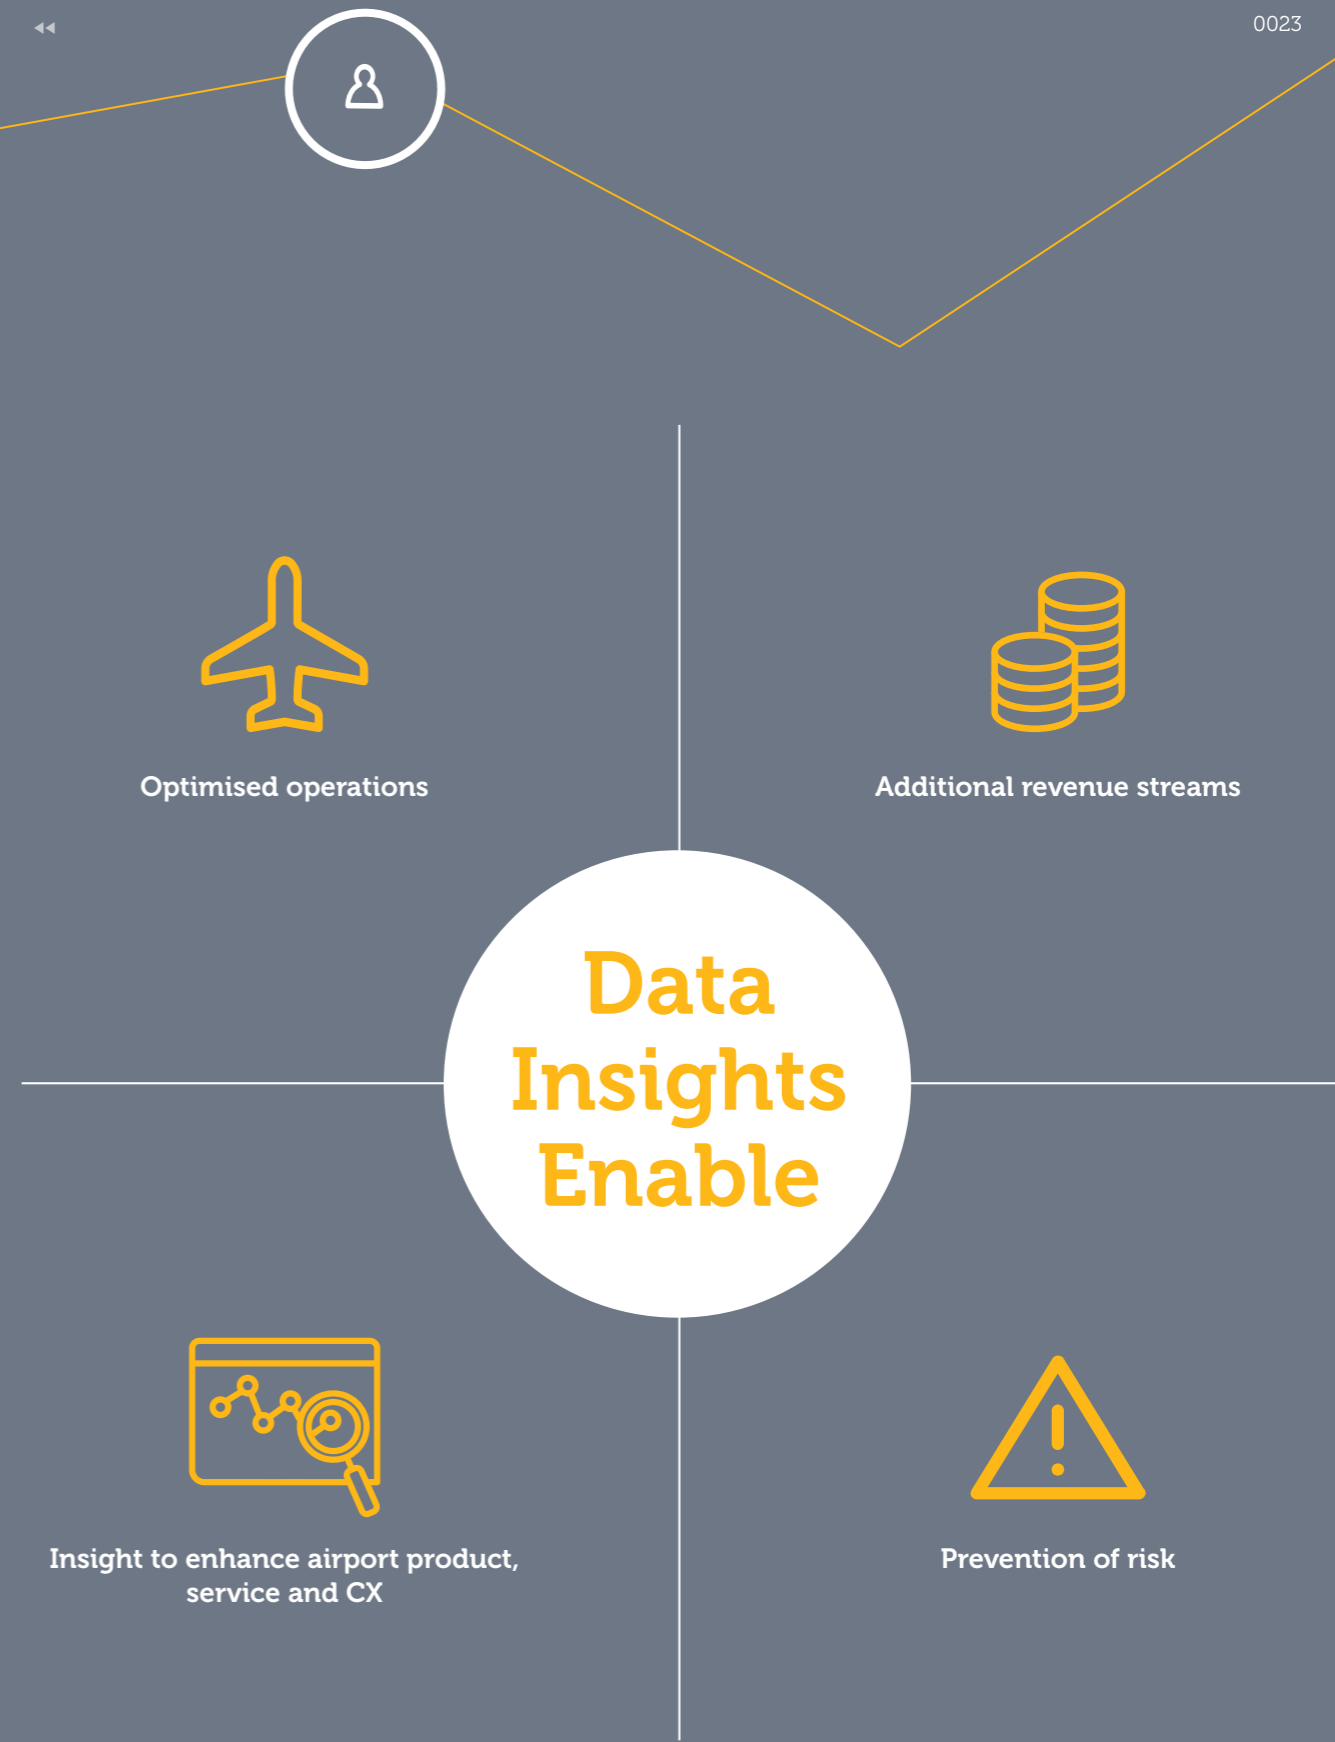 0023
Optimised operations
Additional revenue streams
Data
Insights
Enable
Insight to enhance airport product,
service and CX
Prevention of risk